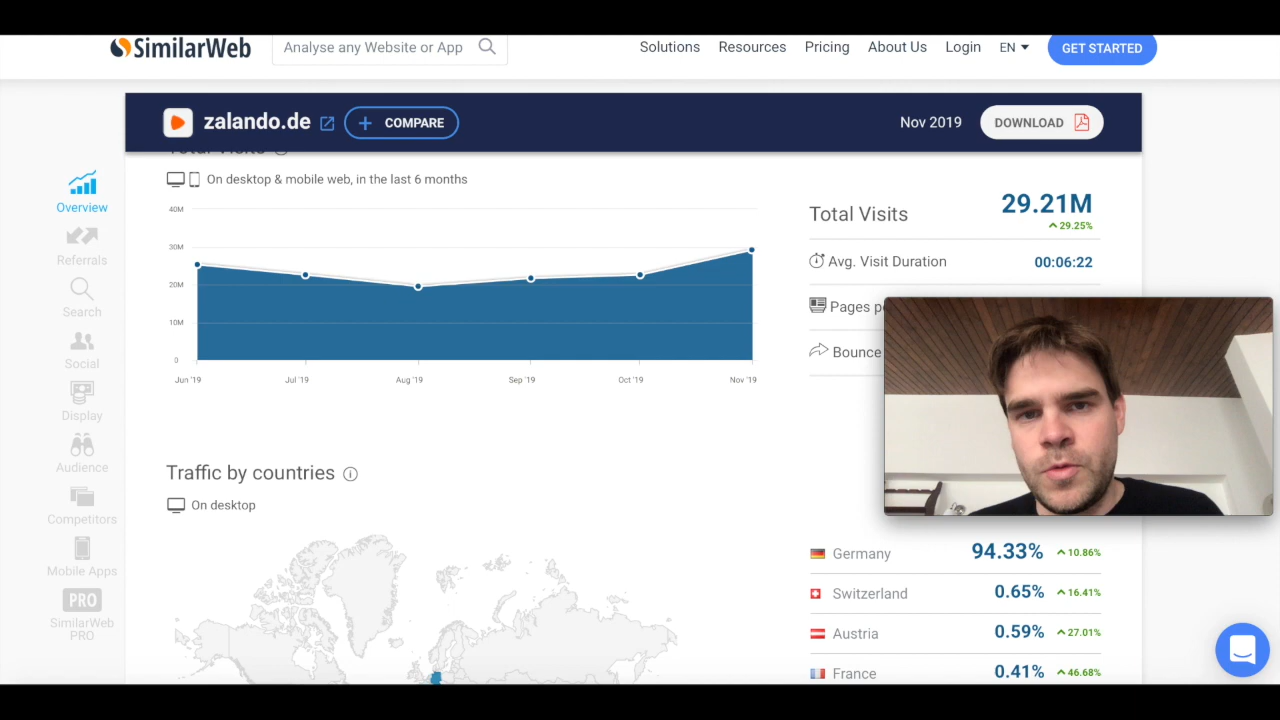 SimilarWeb
Analyse any Website or App
Solutions
Resources
Pricing
About Us
Login
EN
GET STARTED
zalando.de
COMPARE
Nov 2019
DOWNLOAD
Total Visits
On desktop & mobile web, in the last 6 months
40M
30M
20M
10M
0
Jun '19
Jul '19
Aug '19
Sep '19
Oct '19
Nov '19
Total Visits
29.21M
29.25%
Avg. Visit Duration
00:06:22
Pages
Bounce
Overview
Referrals
Search
Social
Display
Audience
Competitors
Mobile Apps
PRO
SimilarWeb
PRO
Traffic by countries
On desktop
Germany 94.33% 10.86%
Switzerland 0.65% 16.41%
Austria 0.59% 27.01%
France 0.41% 46.68%